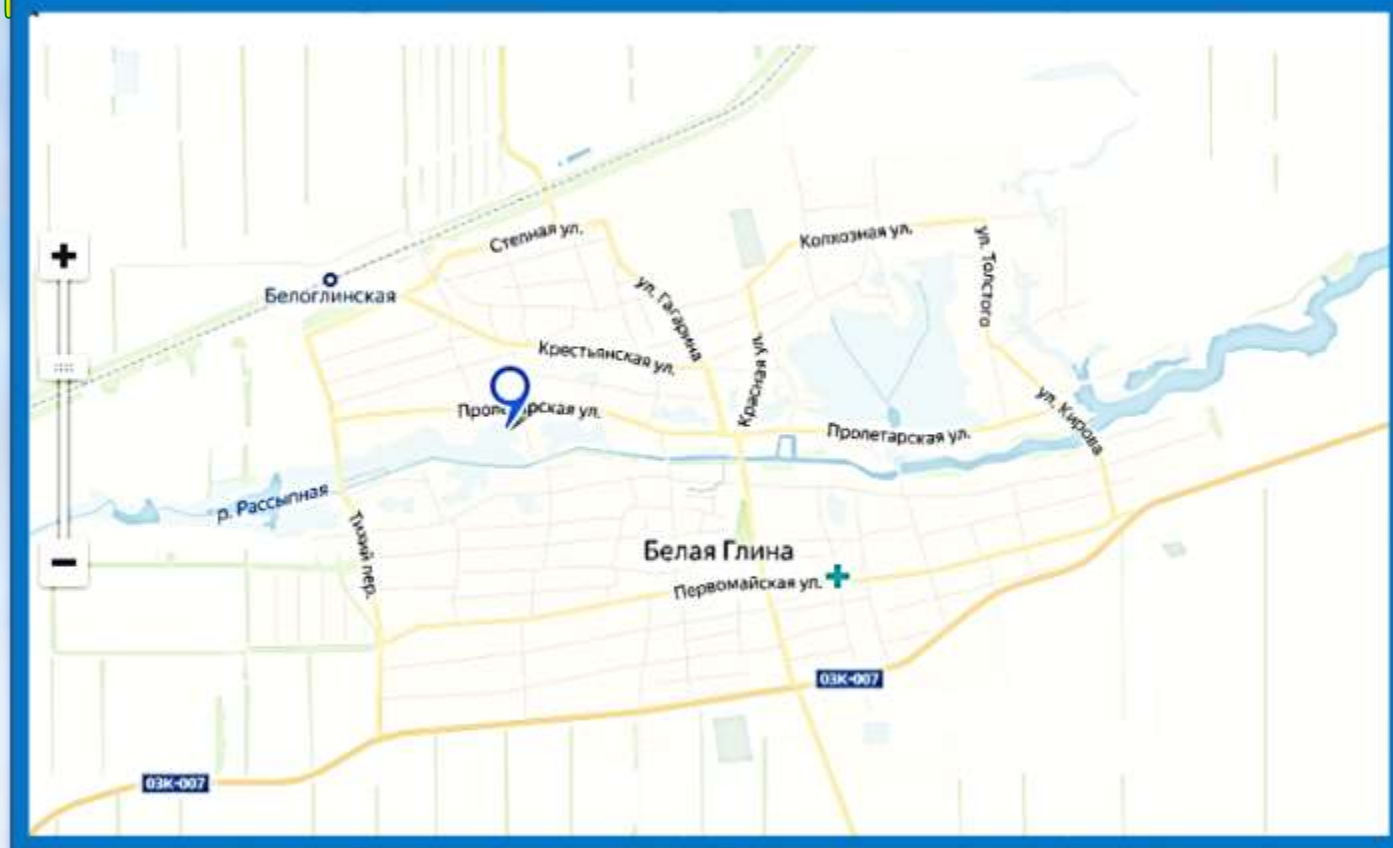 Степная ул.
Колхозная ул.
ул. Толстого
Белоглинская
ул. Гагарина
Крестьянская ул.
Красная ул.
Пролетарская ул.
ул. Кирова
Пролетарская ул.
р. Рассыпная
Тихий пер.
Белая Глина
Первомайская ул.
03К-007
03К-007